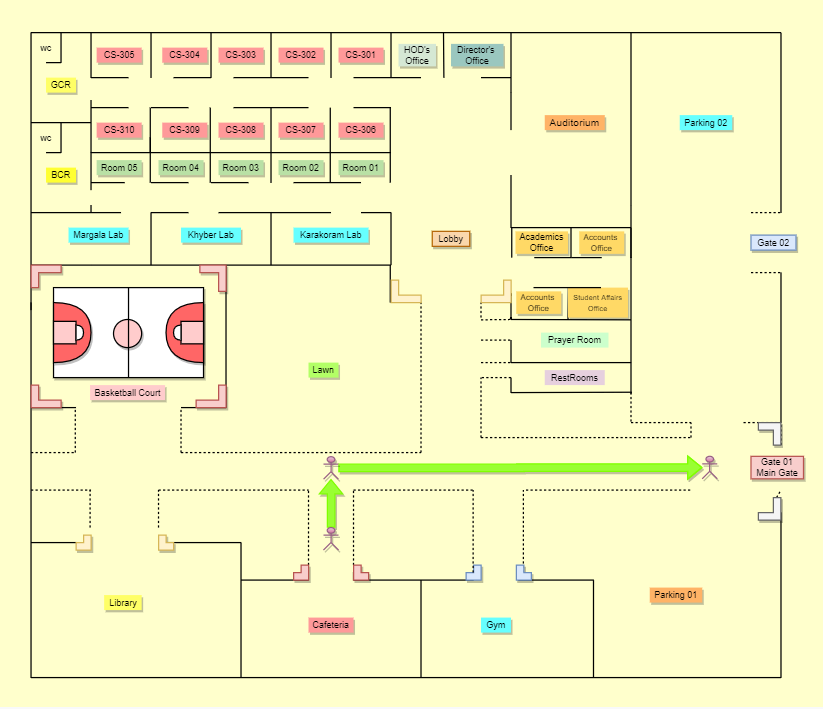 wc
CS-305
CS-304
CS-303
CS-302
CS-301
HOD's
Office
Director's
Office
GCR
Auditorium
Parking 02
wc
CS-310
CS-309
CS-308
CS-307
CS-306
BCR
Room 05
Room 04
Room 03
Room 02
Room 01
Margala Lab
Khyber Lab
Karakoram Lab
Lobby
Academics
Office
Accounts
Office
Gate 02
Accounts
Office
Student Affairs
Office
Prayer Room
Lawn
RestRooms
Basketball Court
Gate 01
Main Gate
Library
Cafeteria
Gym
Parking 01